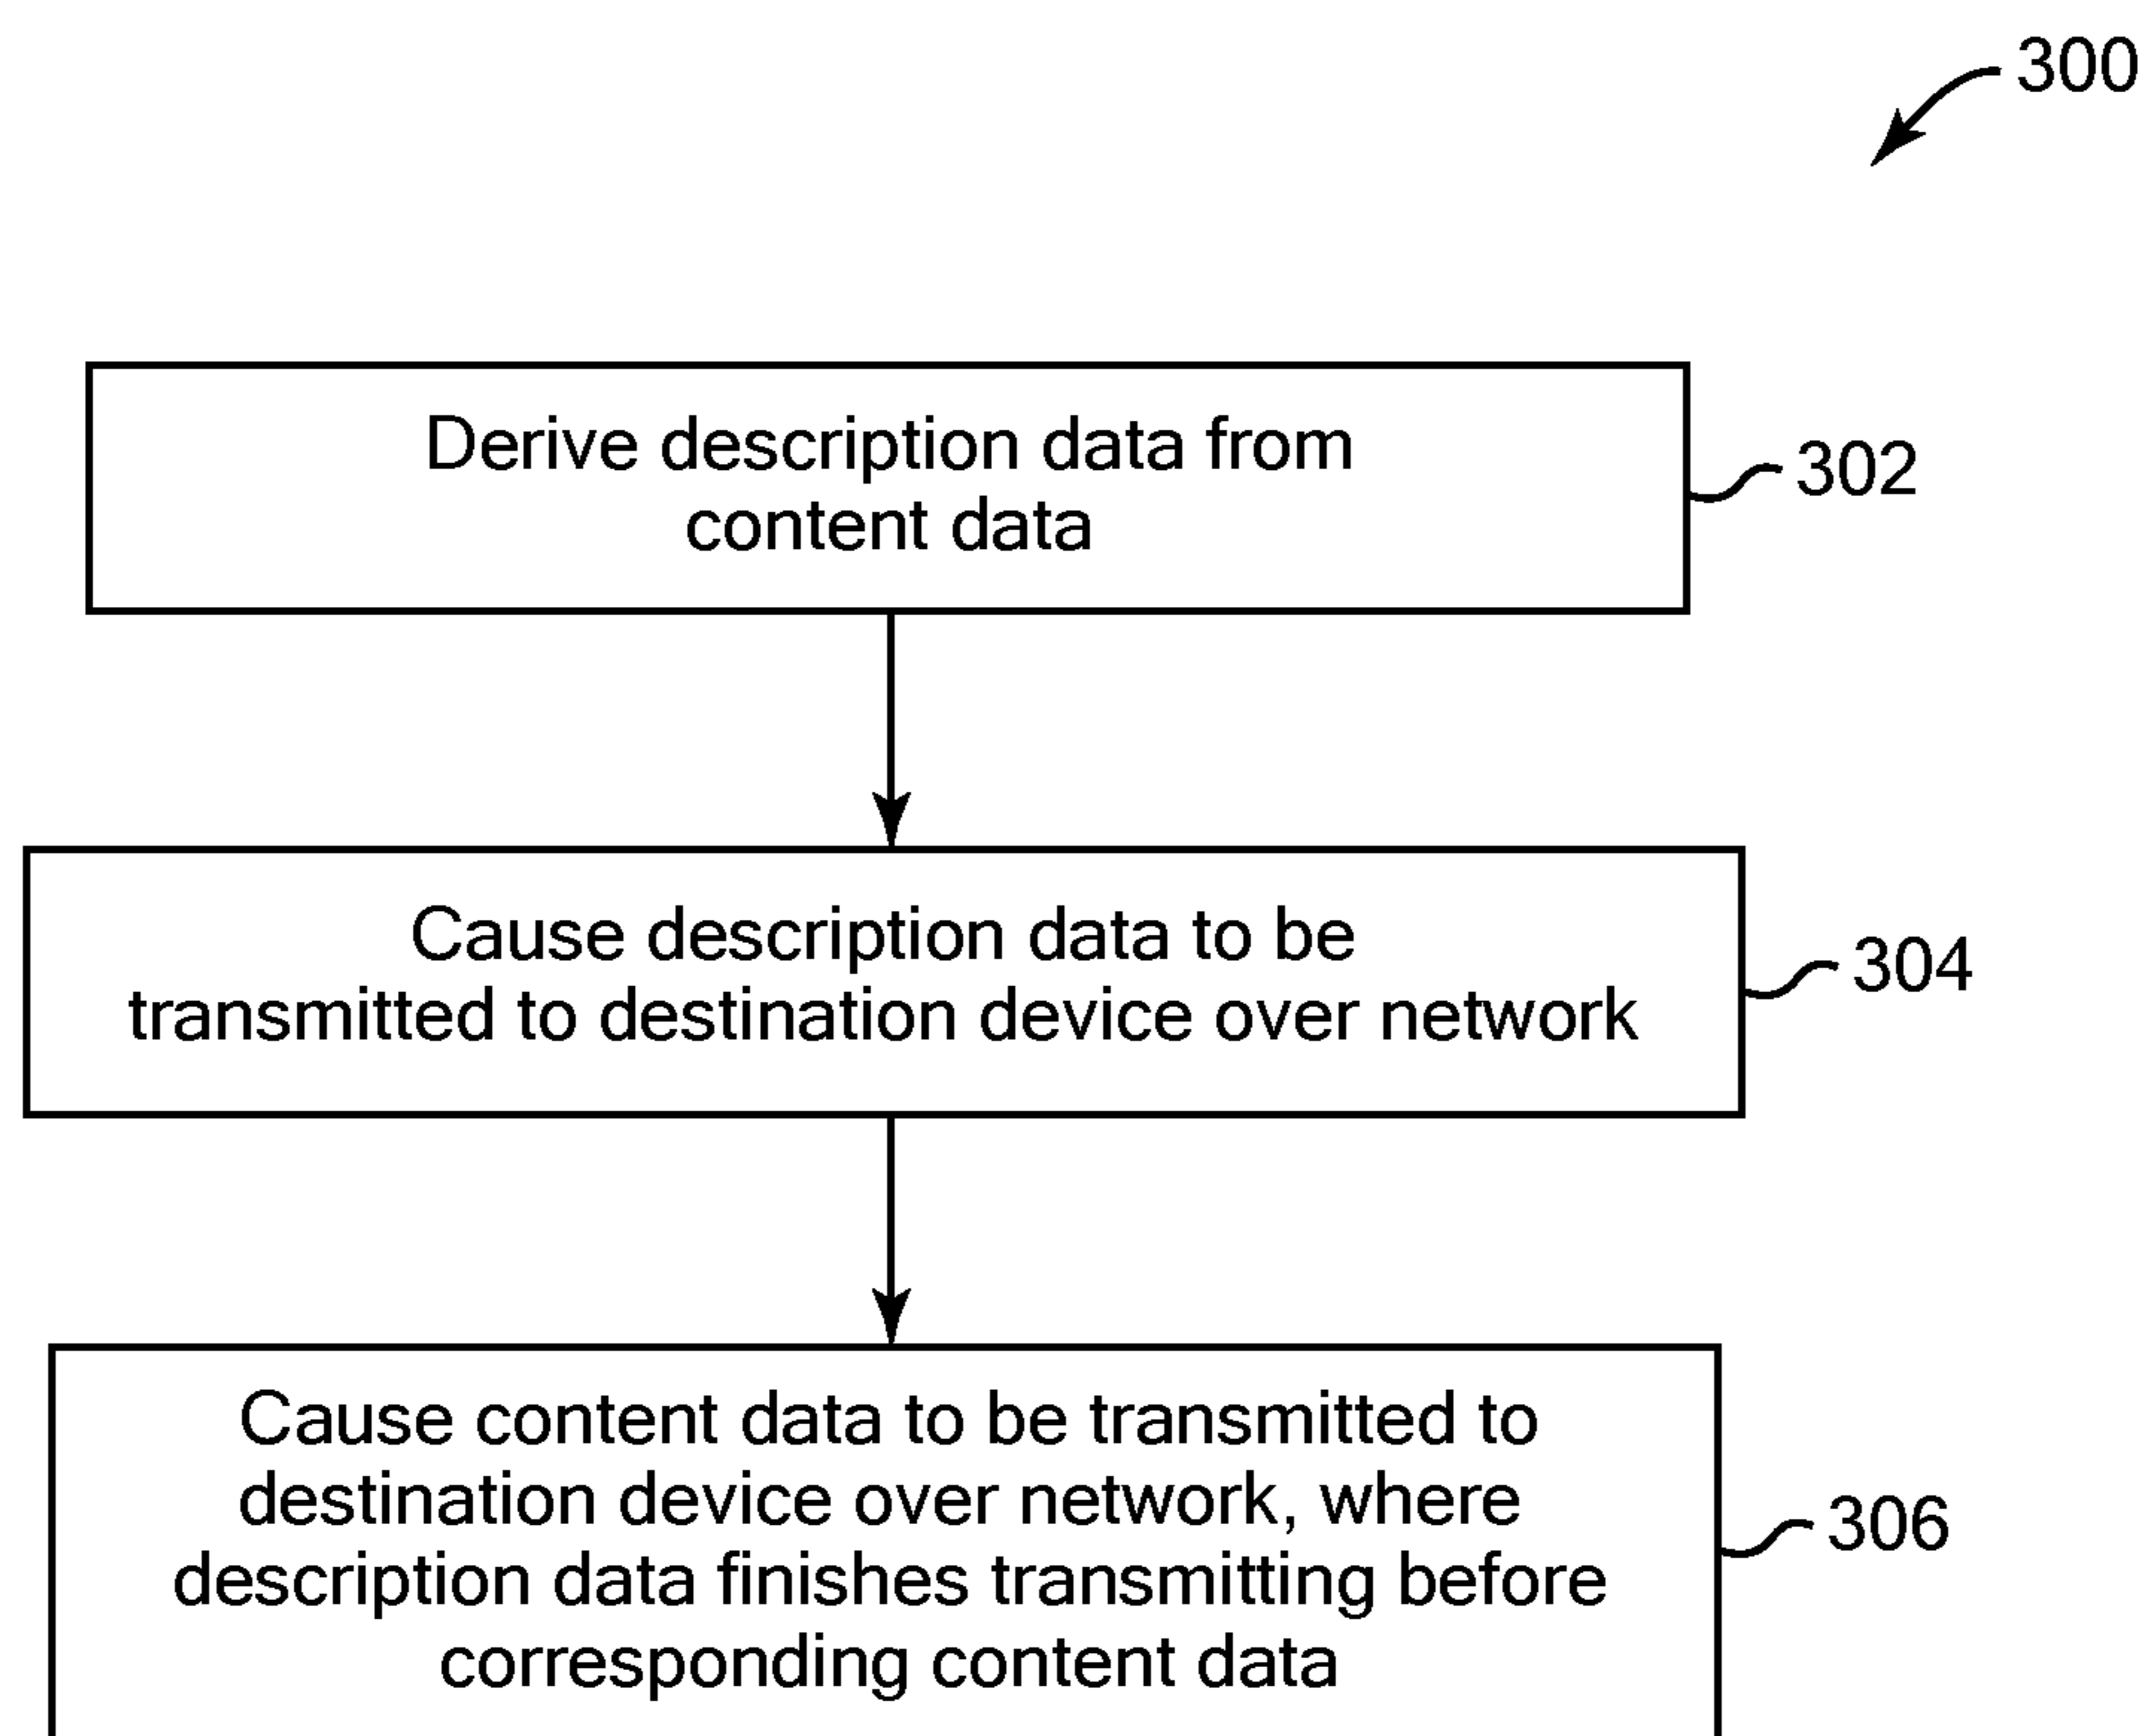 300
Derive description data from
content data
302
Cause description data to be
transmitted to destination device over network
304
Cause content data to be transmitted to
destination device over network, where
description data finishes transmitting before
corresponding content data
306